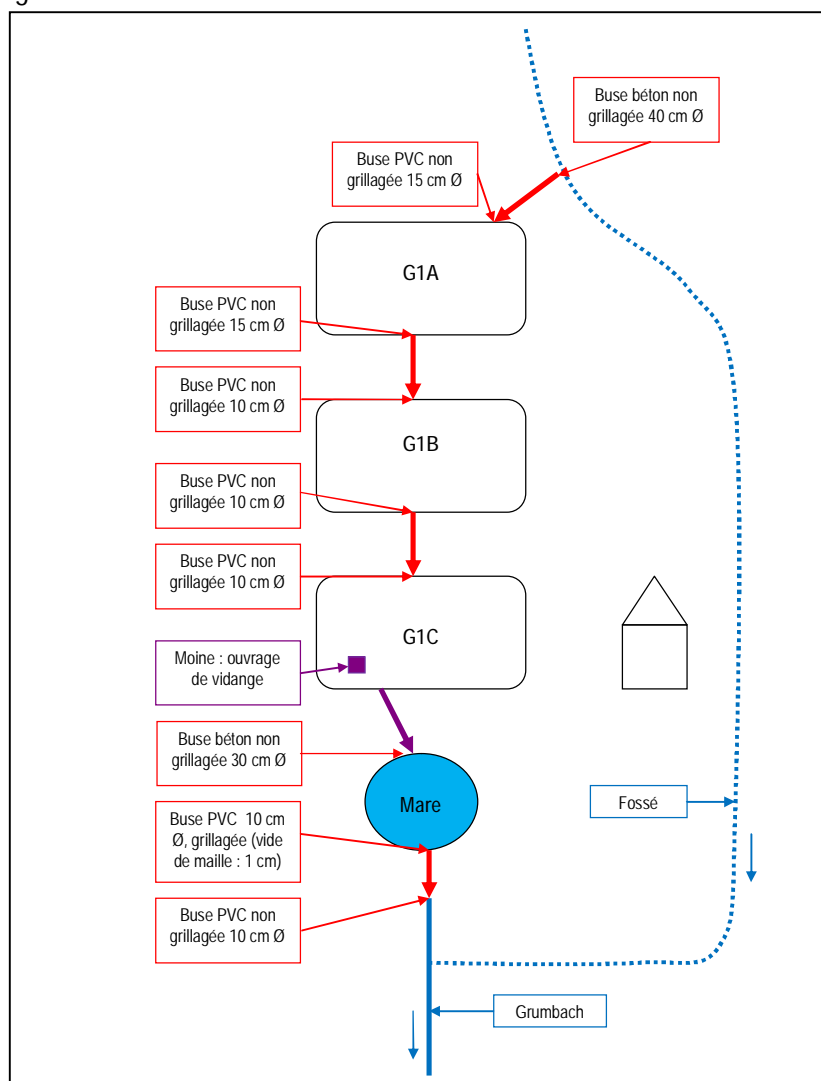 Buse béton non
grillagée 40 cm Ø
Buse PVC non
grillagée 15 cm Ø
G1A
Buse PVC non
grillagée 15 cm Ø
Buse PVC non
grillagée 10 cm Ø
G1B
Buse PVC non
grillagée 10 cm Ø
Buse PVC non
grillagée 10 cm Ø
G1C
Moine : ouvrage
de vidange
Buse béton non
grillagée 30 cm Ø
Mare
Fossé
Buse PVC 10 cm
Ø, grillagée (vide
de maille : 1 cm)
Buse PVC non
grillagée 10 cm Ø
Grumbach